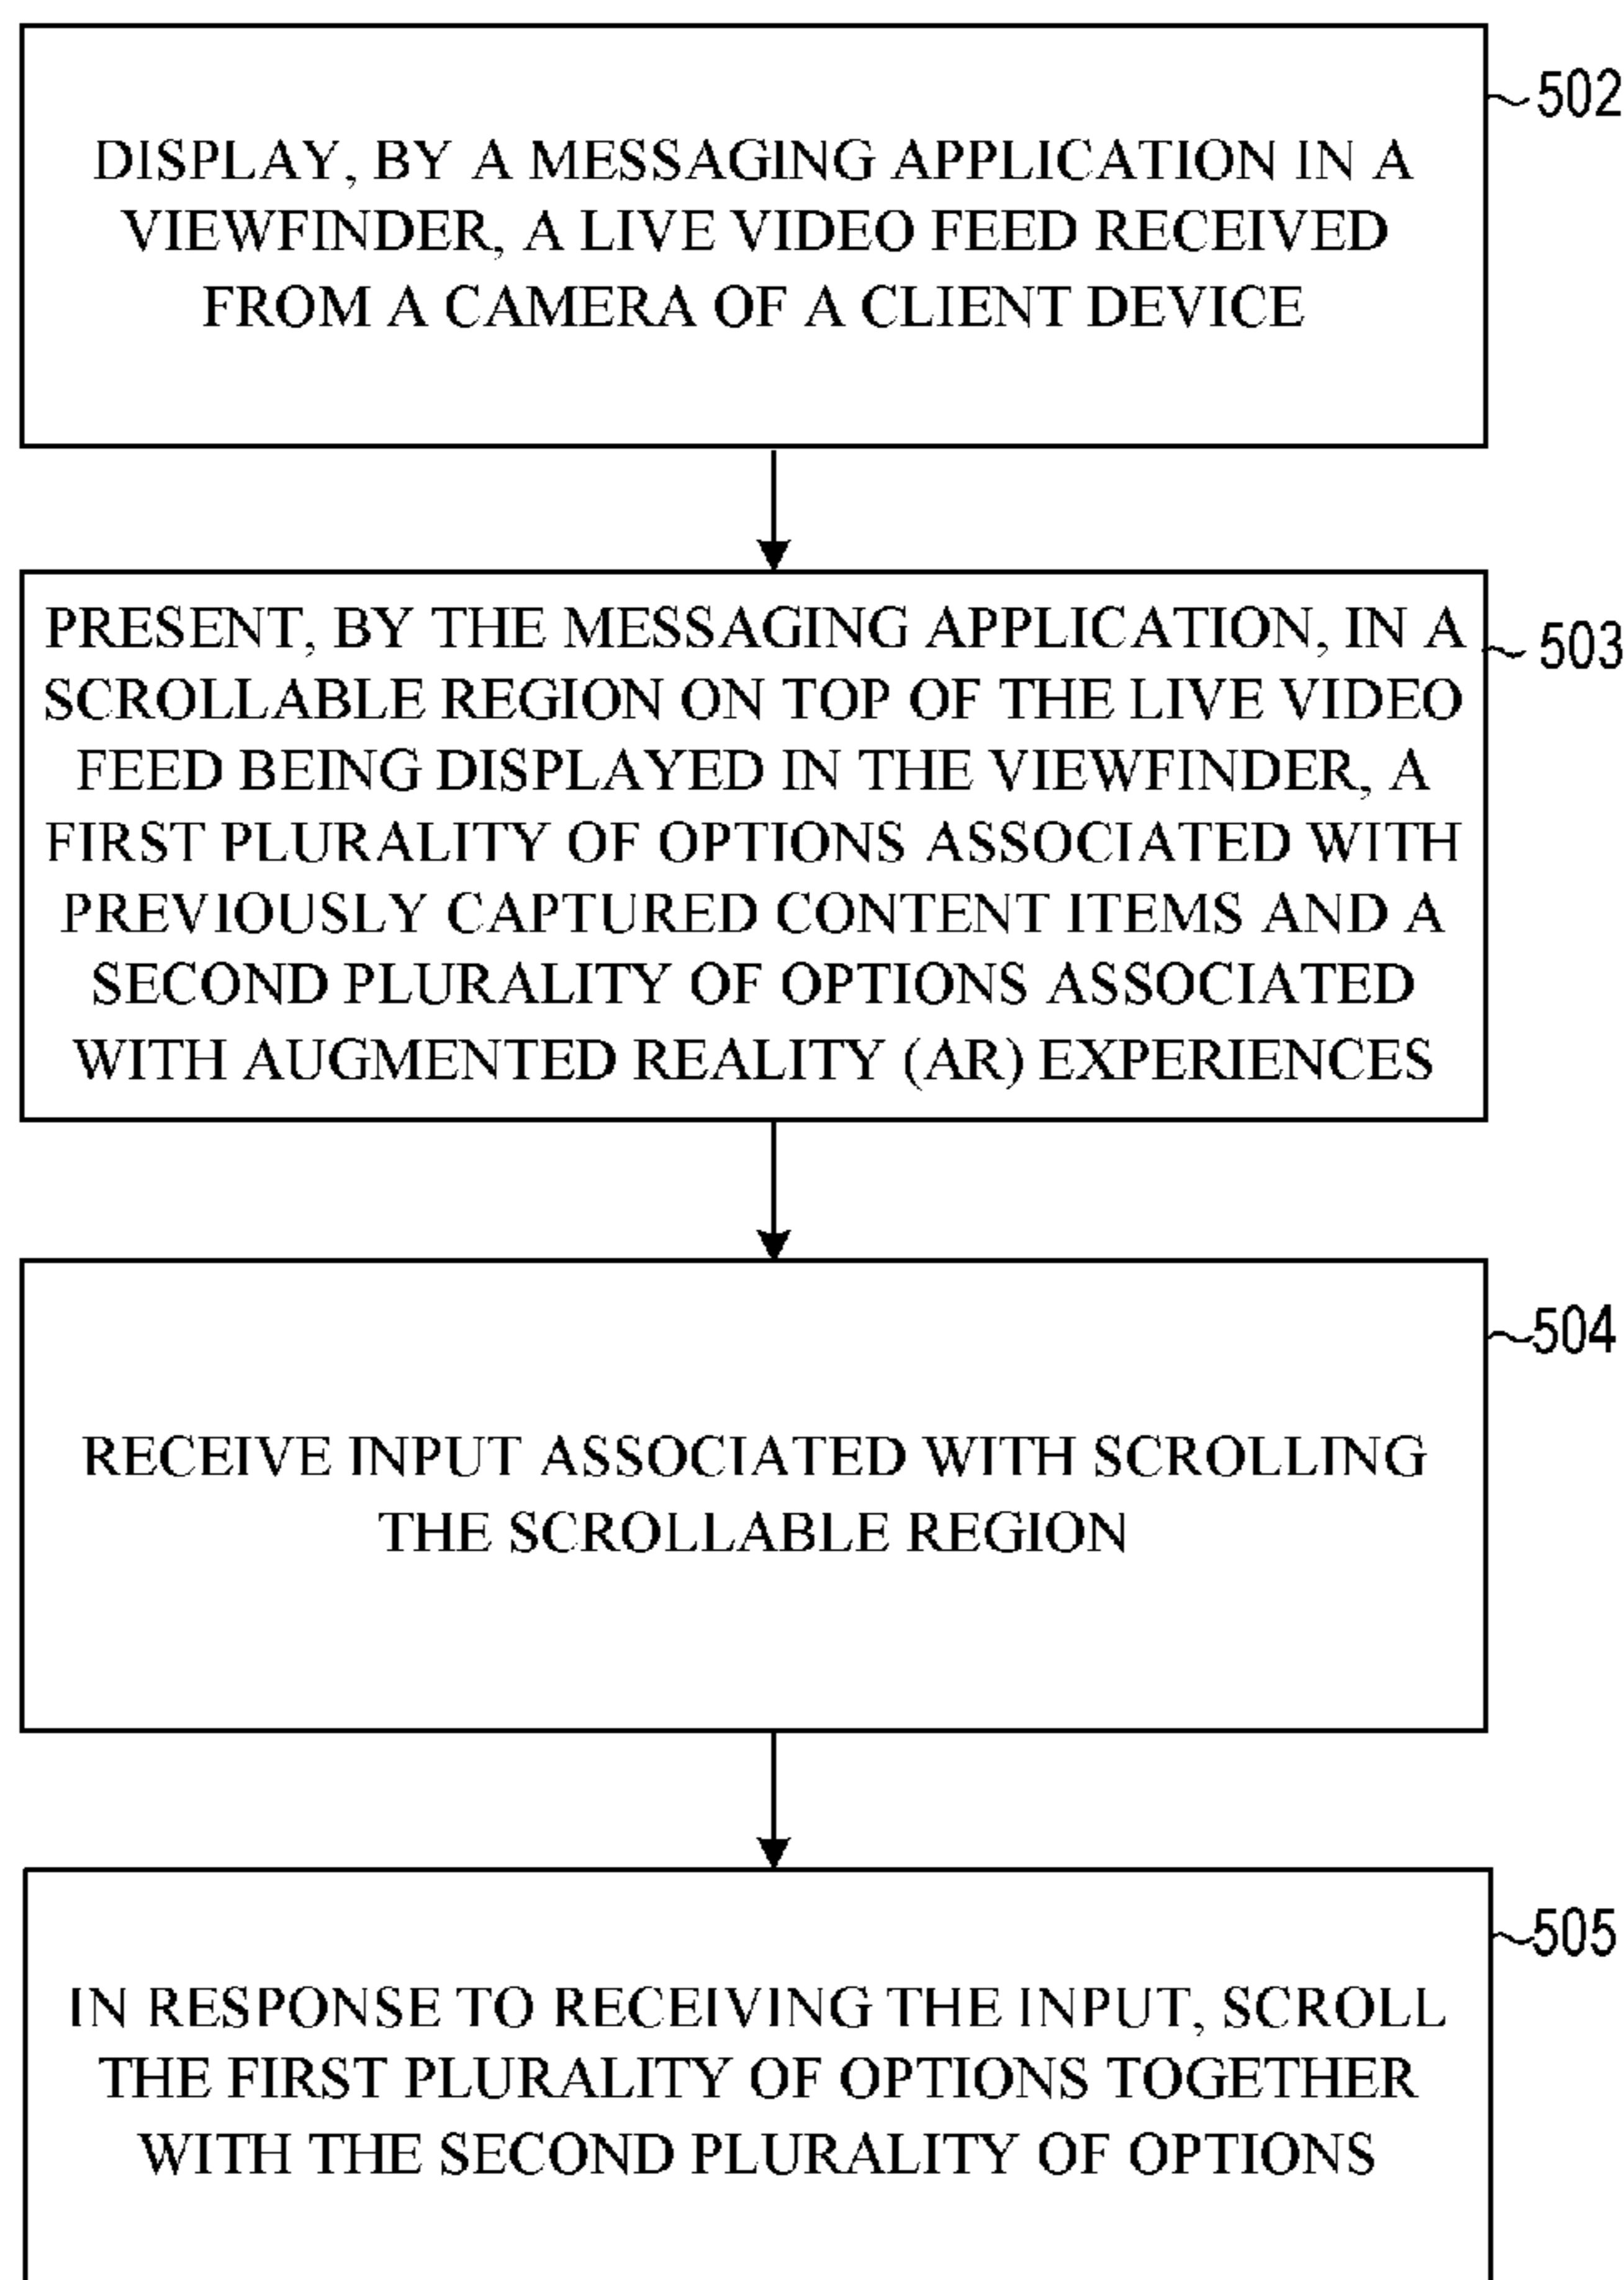 502
DISPLAY, BY A MESSAGING APPLICATION IN A
VIEWFINDER, A LIVE VIDEO FEED RECEIVED
FROM A CAMERA OF A CLIENT DEVICE
503
PRESENT, BY THE MESSAGING APPLICATION, IN A
SCROLLABLE REGION ON TOP OF THE LIVE VIDEO
FEED BEING DISPLAYED IN THE VIEWFINDER, A
FIRST PLURALITY OF OPTIONS ASSOCIATED WITH
PREVIOUSLY CAPTURED CONTENT ITEMS AND A
SECOND PLURALITY OF OPTIONS ASSOCIATED
WITH AUGMENTED REALITY (AR) EXPERIENCES
504
RECEIVE INPUT ASSOCIATED WITH SCROLLING
THE SCROLLABLE REGION
505
IN RESPONSE TO RECEIVING THE INPUT, SCROLL
THE FIRST PLURALITY OF OPTIONS TOGETHER
WITH THE SECOND PLURALITY OF OPTIONS